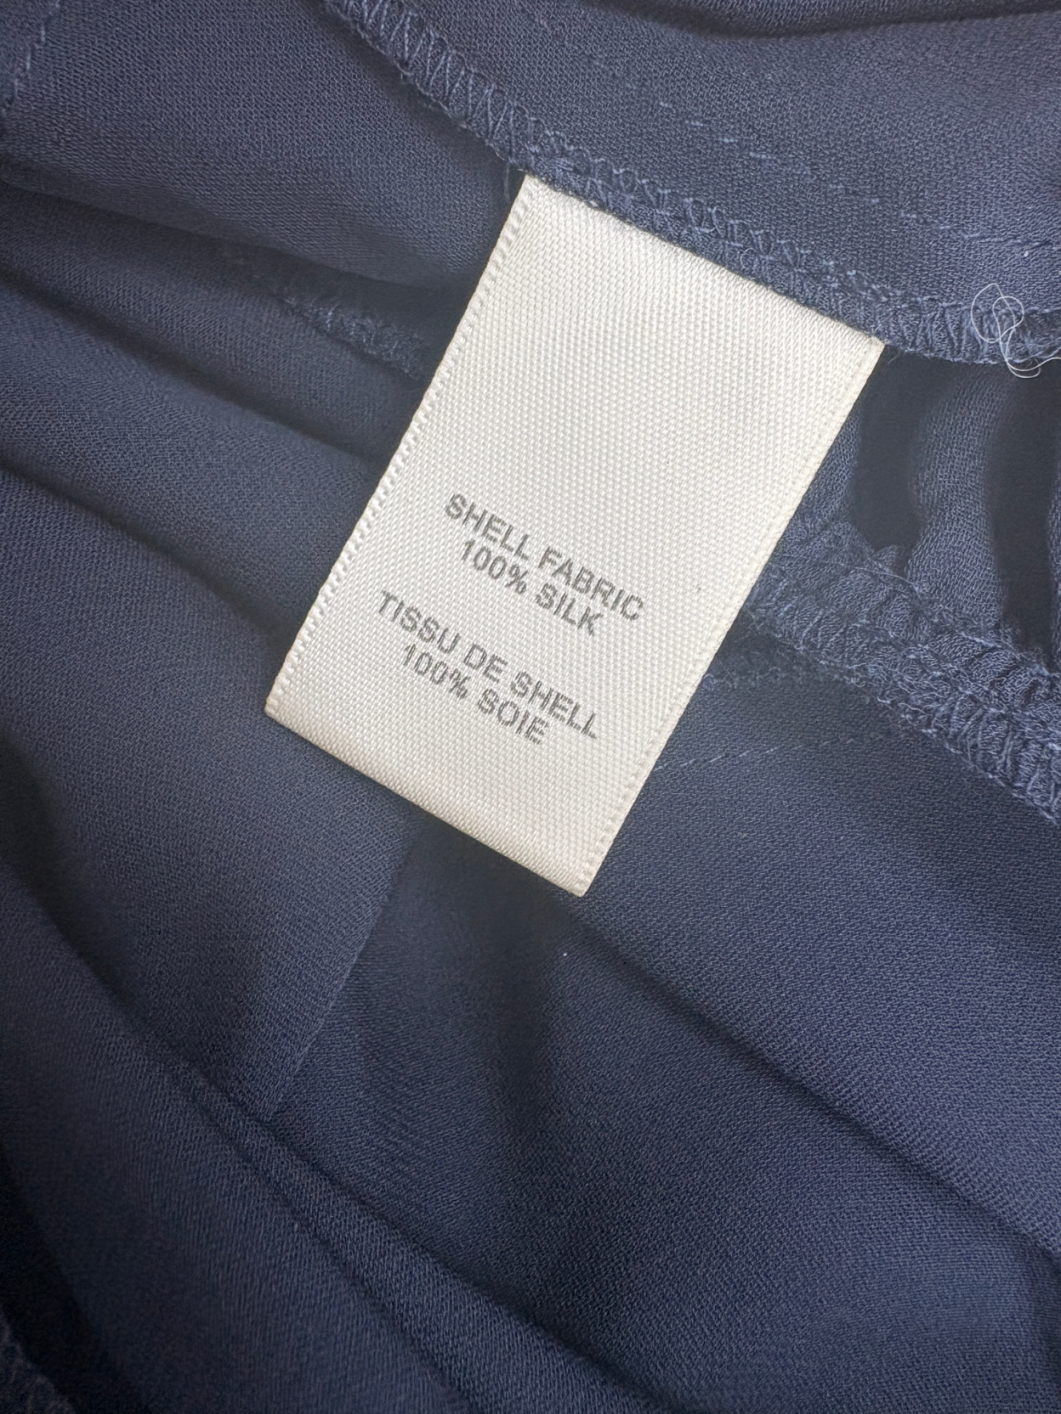 SHELL FABRIC
100% SILK
TISSU DE SHELL
100% SOIE